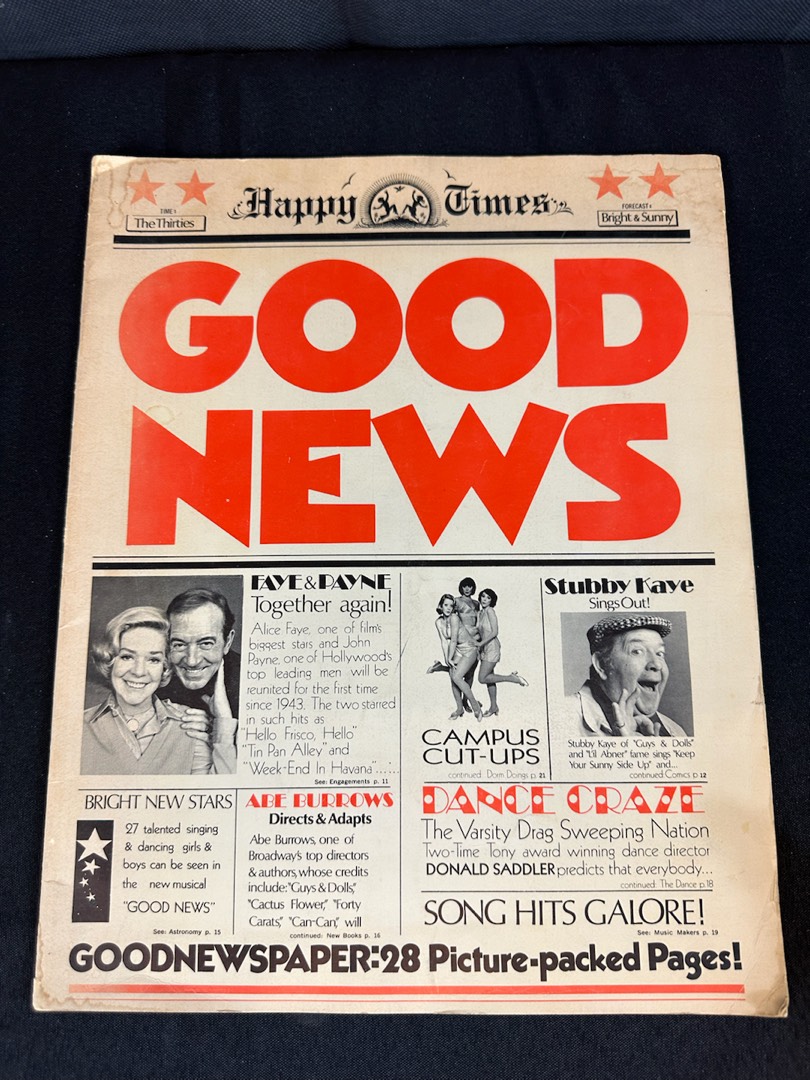 TIME:
The Thirties
Happy Times
FORECAST:
Bright & Sunny
GOOD
NEWS
FAYE & PAYNE
Together again!
Alice Faye, one of film's
biggest stars and John
Payne, one of Hollywood's
top leading men will be
reunited for the first time
since 1943. The two starred
in such hits as
"Hello Frisco, Hello"
"Tin Pan Alley" and
"Week-End In Havana"......
See: Engagements p. 11
CAMPUS
CUT-UPS
continued: Dorm Doings p. 21
Stubby Kaye
Sings Out!
Stubby Kaye of "Guys & Dolls"
and "Li'l Abner" fame sings "Keep
Your Sunny Side Up" and...
continued: Comics p 12
BRIGHT NEW STARS
27 talented singing
& dancing girls &
boys can be seen in
the new musical
"GOOD NEWS"
See: Astronomy p. 15
ABE BURROWS
Directs & Adapts
Abe Burrows, one of
Broadway's top directors
& authors, whose credits
include: "Guys & Dolls,"
"Cactus Flower," "Forty
Carats," "Can-Can," will
continued: New Books p. 16
DANCE CRAZE
The Varsity Drag Sweeping Nation
Two-Time Tony award winning dance director
DONALD SADDLER predicts that everybody...
continued: The Dance p.18
SONG HITS GALORE!
See: Music Makers p. 19
GOODNEWSPAPER:28 Picture-packed Pages!